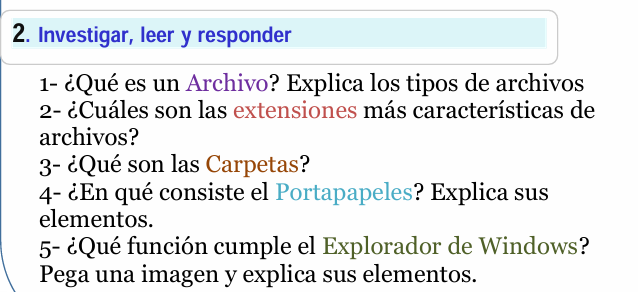 2. Investigar, leer y responder
1- ¿Qué es un Archivo? Explica los tipos de archivos
2- ¿Cuáles son las extensiones más características de
archivos?
3- ¿Qué son las Carpetas?
4- ¿En qué consiste el Portapapeles? Explica sus
elementos.
5- ¿Qué función cumple el Explorador de Windows?
Pega una imagen y explica sus elementos.